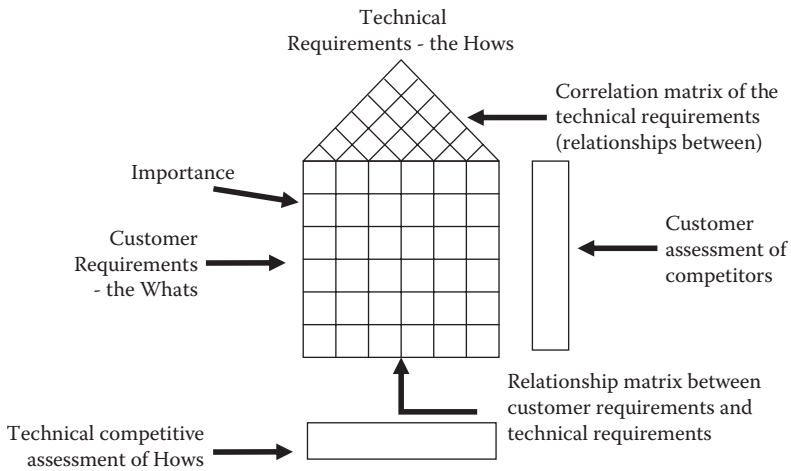 Technical
Requirements - the Hows
Correlation matrix of the
technical requirements
(relationships between)
Importance
Customer
Requirements
- the Whats
Customer
assessment of
competitors
Relationship matrix between
customer requirements and
technical requirements
Technical competitive
assessment of Hows